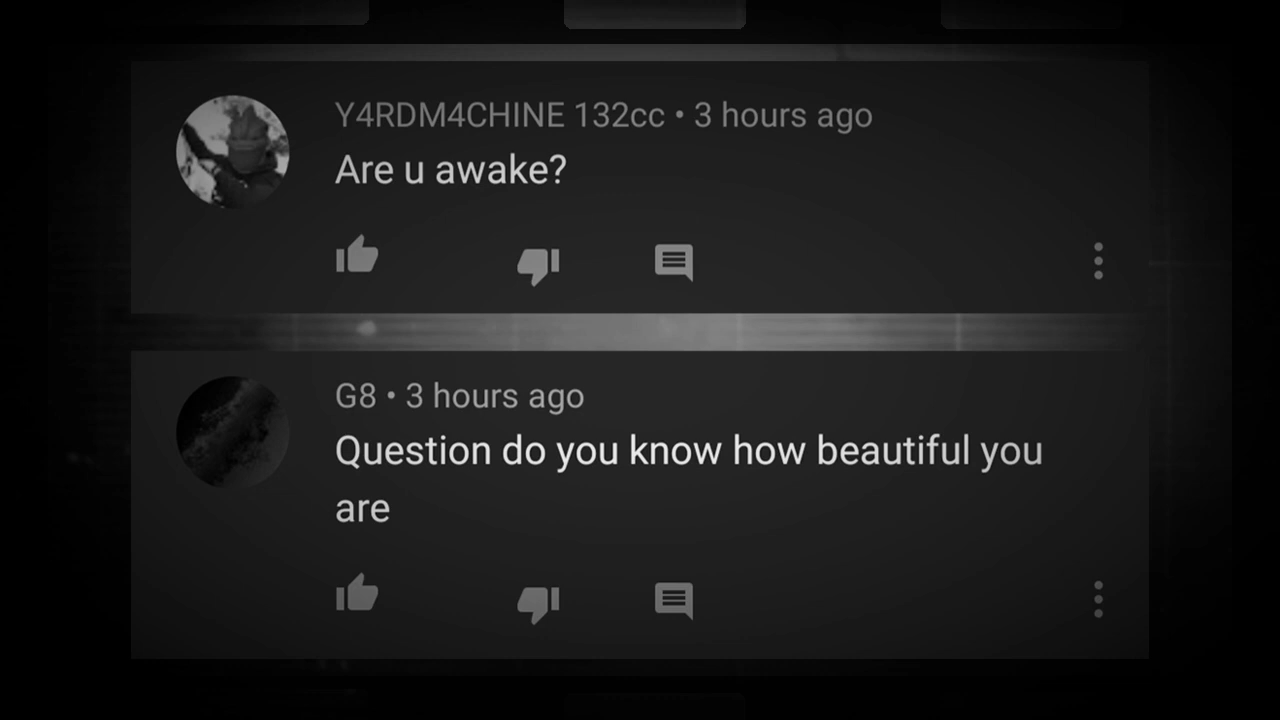 Y4RDM4CHINE 132cc • 3 hours ago
Are u awake?
G8 • 3 hours ago
Question do you know how beautiful you
are